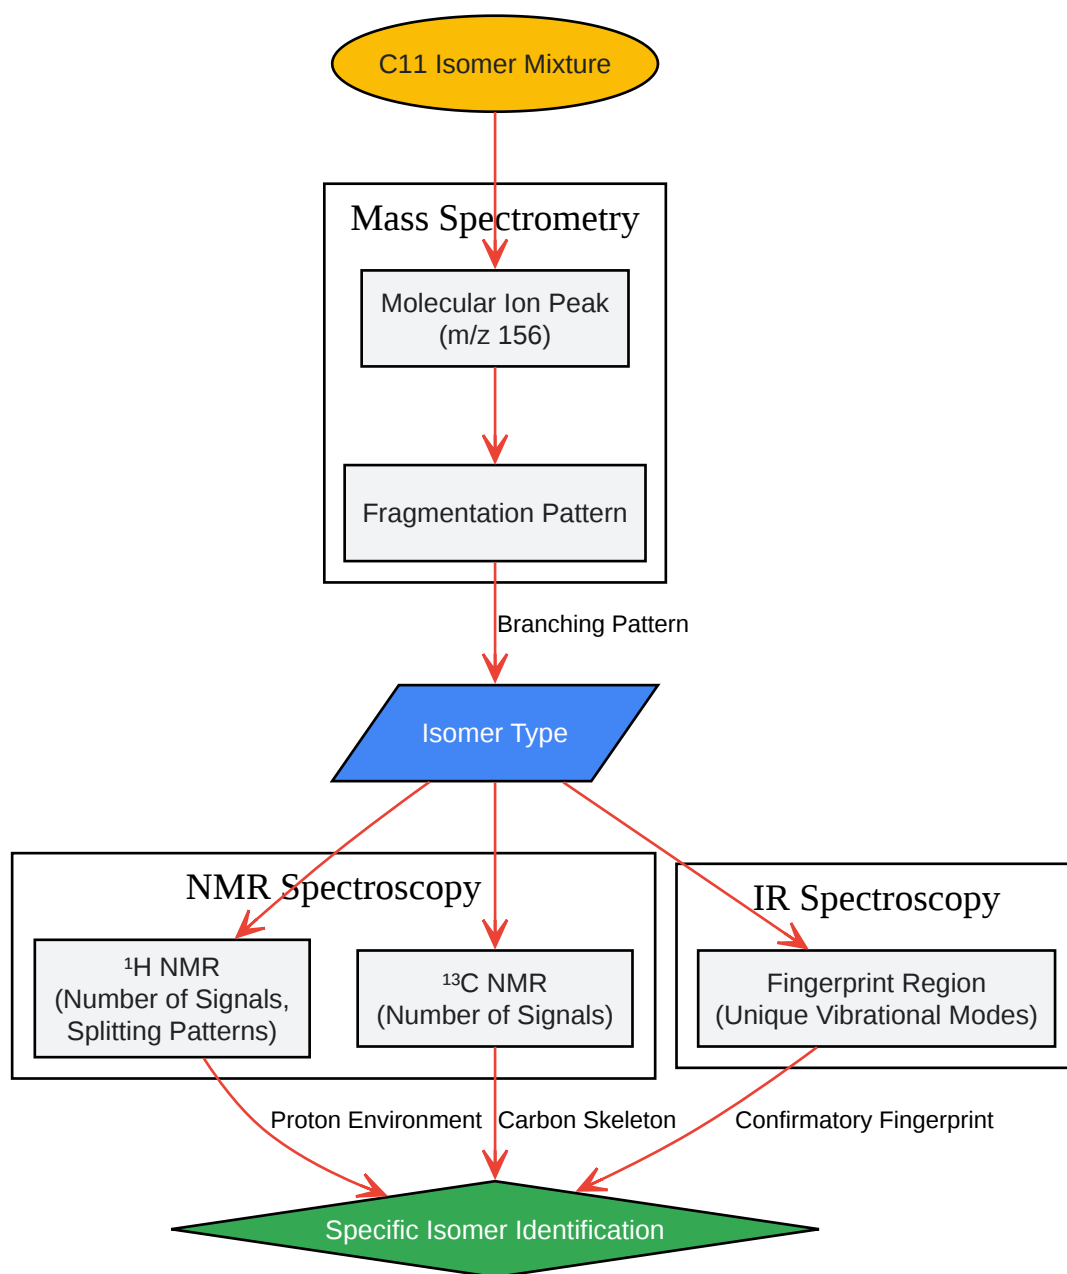 C11 Isomer Mixture
Mass Spectrometry
Molecular Ion Peak
(m/z 156)
Fragmentation Pattern
Branching Pattern
Isomer Type
NMR Spectroscopy
¹H NMR
(Number of Signals,
Splitting Patterns)
¹³C NMR
(Number of Signals)
IR Spectroscopy
Fingerprint Region
(Unique Vibrational Modes)
Proton Environment
Carbon Skeleton
Confirmatory Fingerprint
Specific Isomer Identification